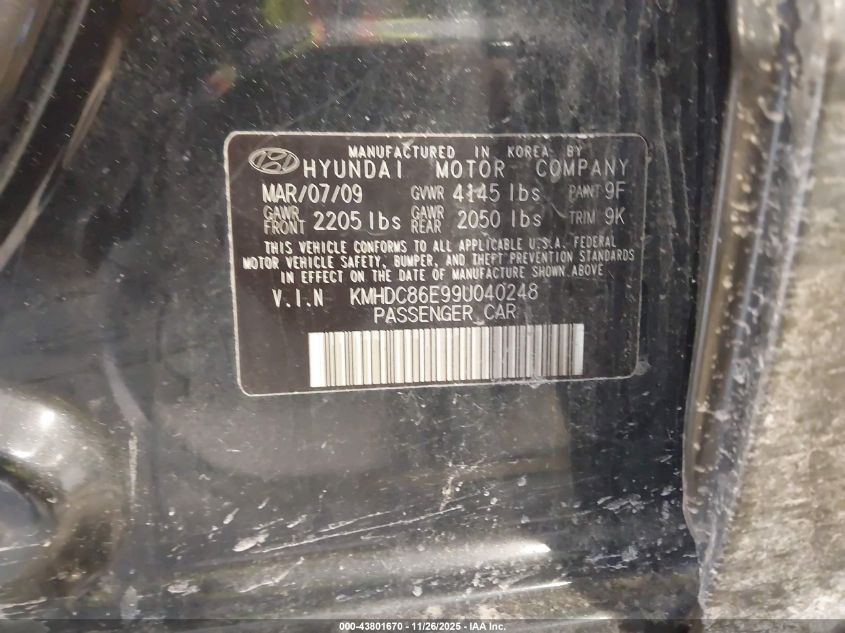 MANUFACTURED IN KOREA BY
HYUNDAI MOTOR COMPANY
MAR/07/09 GVWR 4145 lbs PAINT 9F
GAWR FRONT 2205 lbs GAWR REAR 2050 lbs TRIM 9K
THIS VEHICLE CONFORMS TO ALL APPLICABLE U.S.A. FEDERAL
MOTOR VEHICLE SAFETY, BUMPER, AND THEFT PREVENTION STANDARDS
IN EFFECT ON THE DATE OF MANUFACTURE SHOWN ABOVE
V.I.N KMHDC86E99U040248
PASSENGER CAR
000-43801670 - 11/26/2025 - IAA Inc.